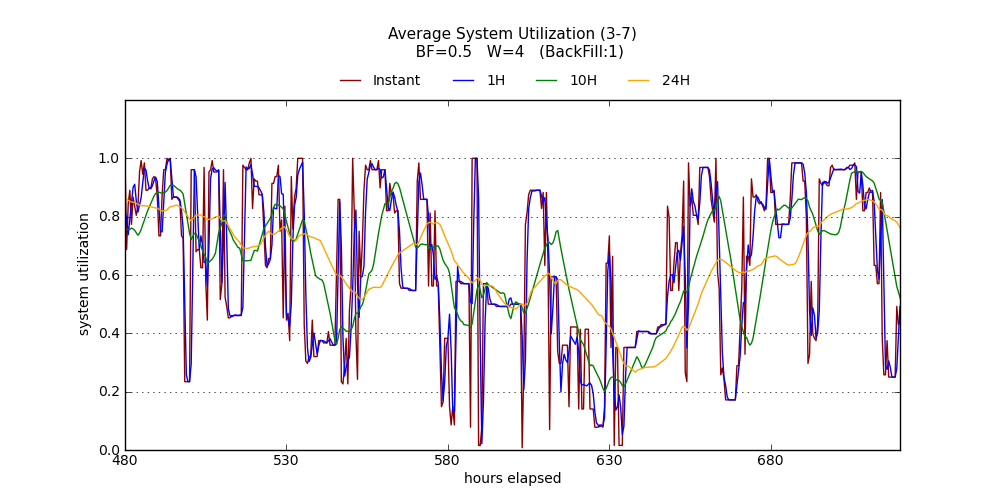 Average System Utilization (3-7)
BF=0.5 W=4 (BackFill:1)
Instant 1H 10H 24H
system utilization
1.0
0.8
0.6
0.4
0.2
0.0
480 530 580 630 680
hours elapsed